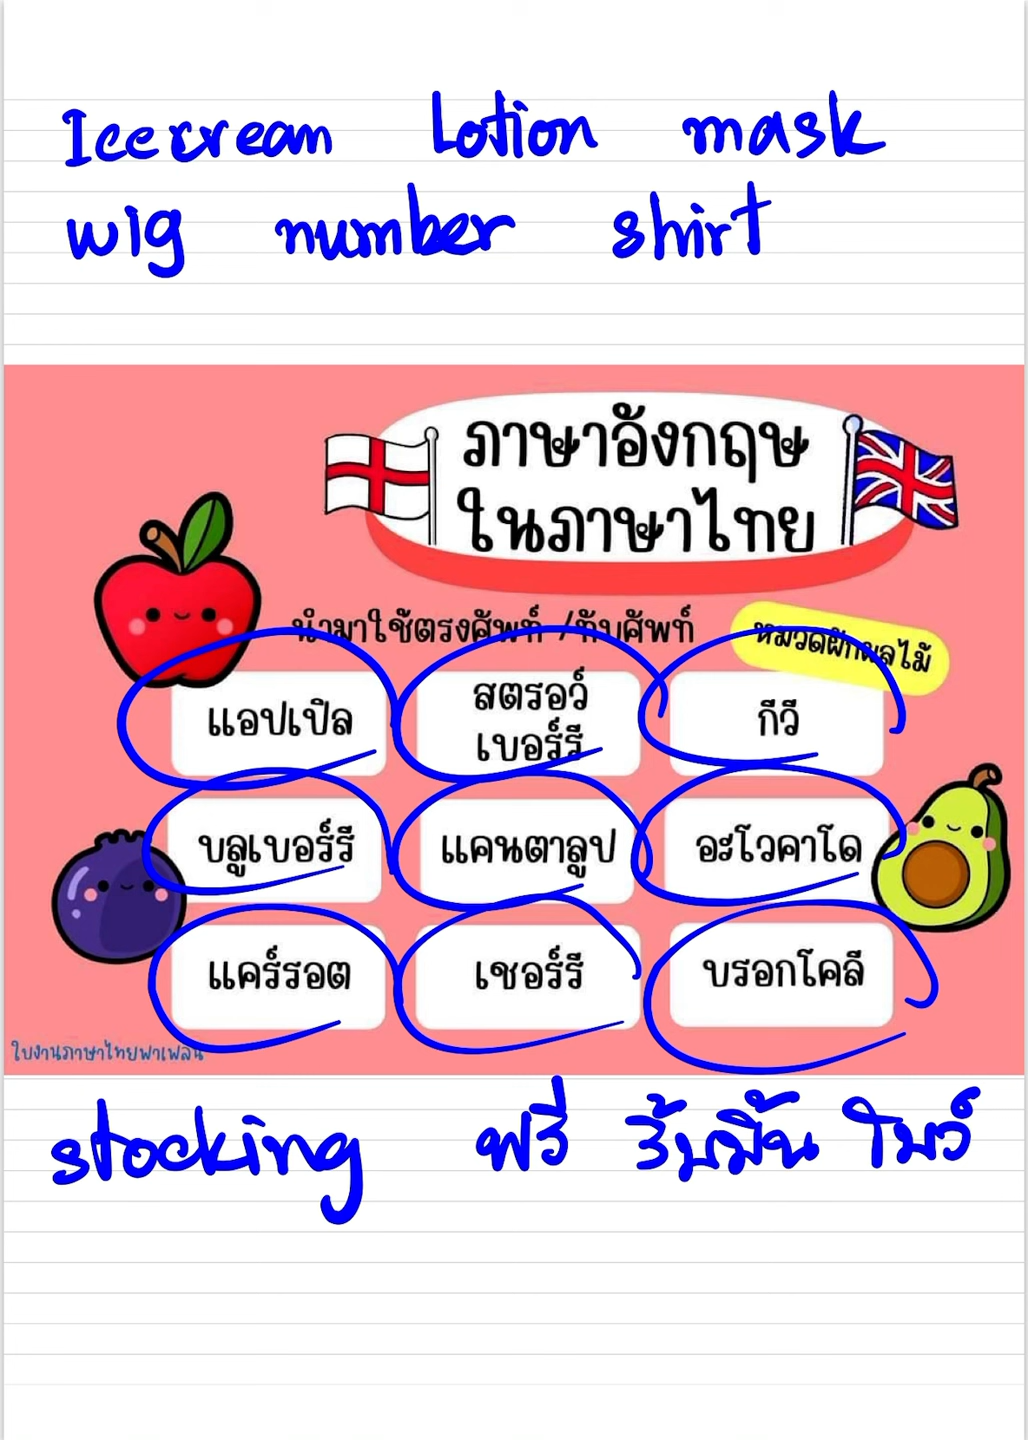 Icecream Lotion mask
wig number shirt
ภาษาอังกฤษ
ในภาษาไทย
นำมาใช้ตรงศัพท์ /ทับศัพท์
หมวดผักผลไม้
แอปเปิล สตรอว์เบอร์รี กีวี
บลูเบอร์รี แคนตาลูป อะโวคาโด
แคร์รอต เชอร์รี บรอกโคลี
ใบงานภาษาไทยพาเพลิน
stocking ฟรี ริ้บบิ้น โบว์